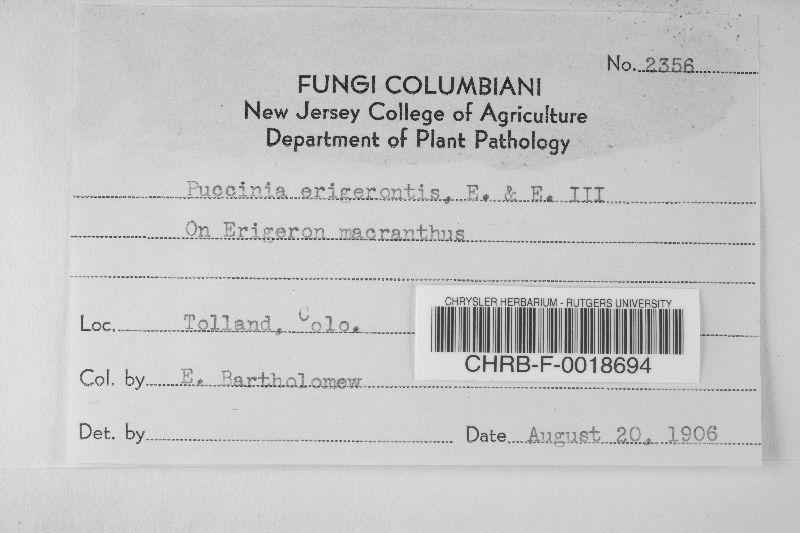 No. 2356
FUNGI COLUMBIANI
New Jersey College of Agriculture
Department of Plant Pathology
Puccinia erigerontis, E. & E. III
On Erigeron macranthus
Loc. Tolland, Colo.
CHRYSLER HERBARIUM - RUTGERS UNIVERSITY
CHRB-F-0018694
Col. by E. Bartholomew
Det. by Date August 20, 1906